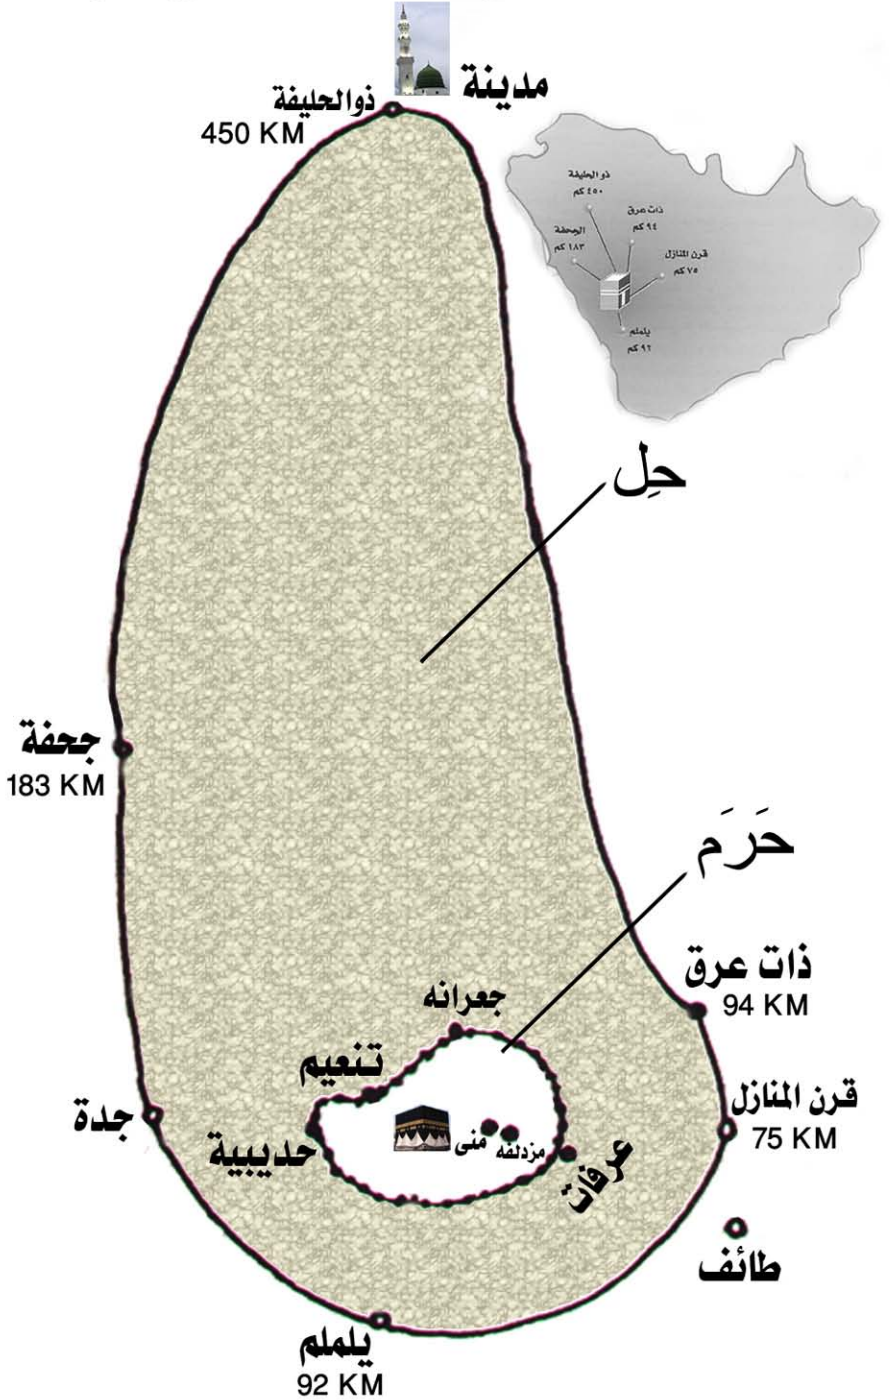 مدينة
ذوالحليفة
450 KM
ذو الحليفة
٤٥٠ كم
ذات عرق
٩٤ كم
الجحفة
١٨٣ كم
قرن المنازل
٧٥ كم
يلملم
٩٢ كم
حِل
جحفة
183 KM
حَرَم
ذات عرق
94 KM
جعرانه
تنعيم
قرن المنازل
75 KM
جدة
حديبية
منى
مزدلفه
عرفات
طائف
يلملم
92 KM